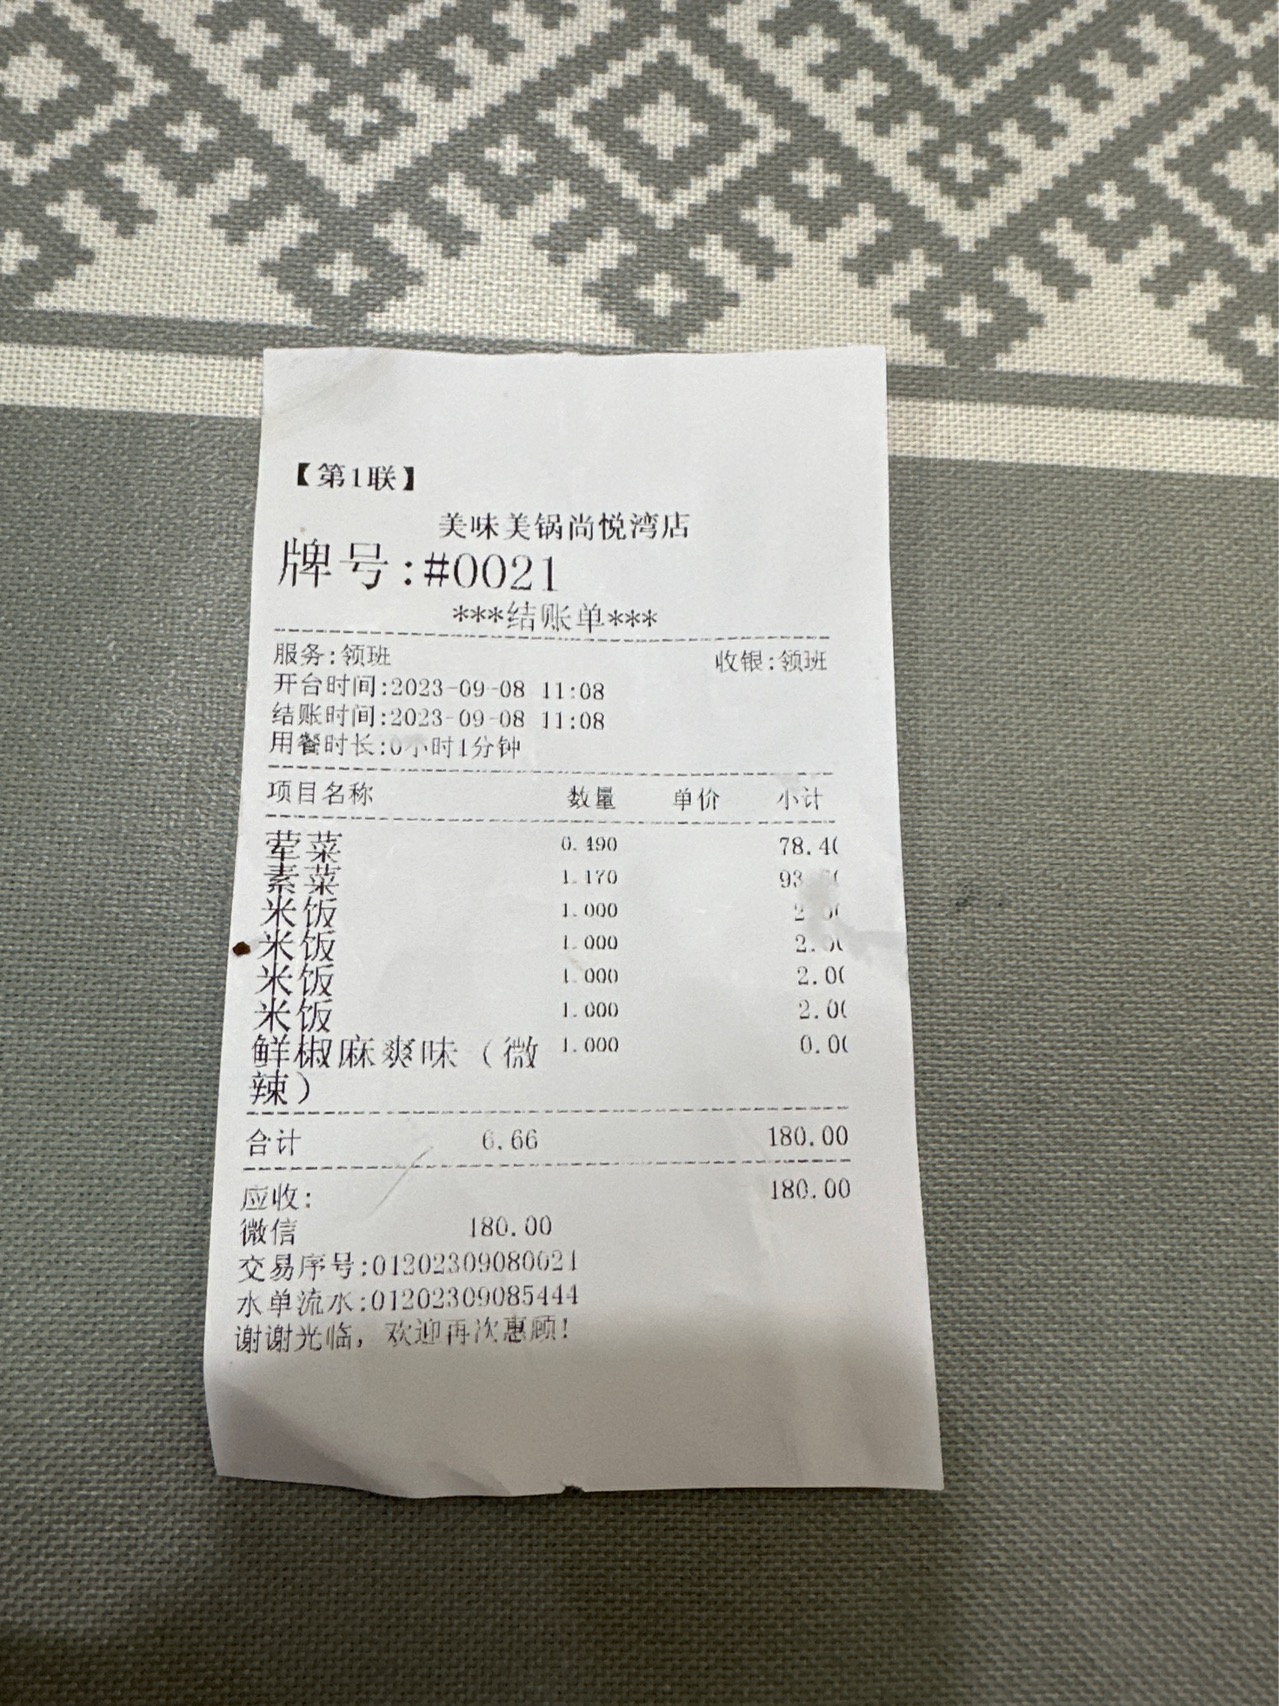 【第1联】
美味美锅尚悦湾店
牌号:#0021
***结账单***
服务:领班 收银:领班
开台时间:2023-09-08 11:08
结账时间:2023-09-08 11:08
用餐时长:0小时1分钟
项目名称 数量 单价 小计
荤菜 0.490 78.40
素菜 1.170
米饭 1.000
米饭 1.000
米饭 1.000 2.00
米饭 1.000 2.00
鲜椒麻爽味（微 1.000 0.00
辣）
合计 6.66 180.00
应收: 180.00
微信 180.00
交易序号:01202309080021
水单流水:01202309085444
谢谢光临，欢迎再次惠顾!